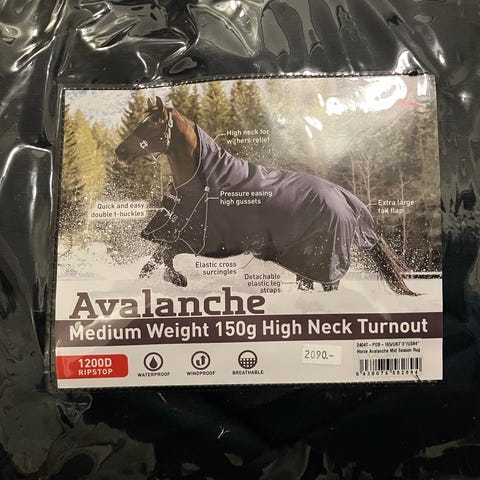 High neck for
withers relief
Pressure easing
high gussets
Quick and easy
double t-buckles
Extra large
tail flap
Elastic cross
surcingles
Detachable
elastic leg
straps
Avalanche
Medium Weight 150g High Neck Turnout
1200D
RIPSTOP
WATERPROOF
WINDPROOF
BREATHABLE
2090.-
Horse Avalanche Mid Season Rug